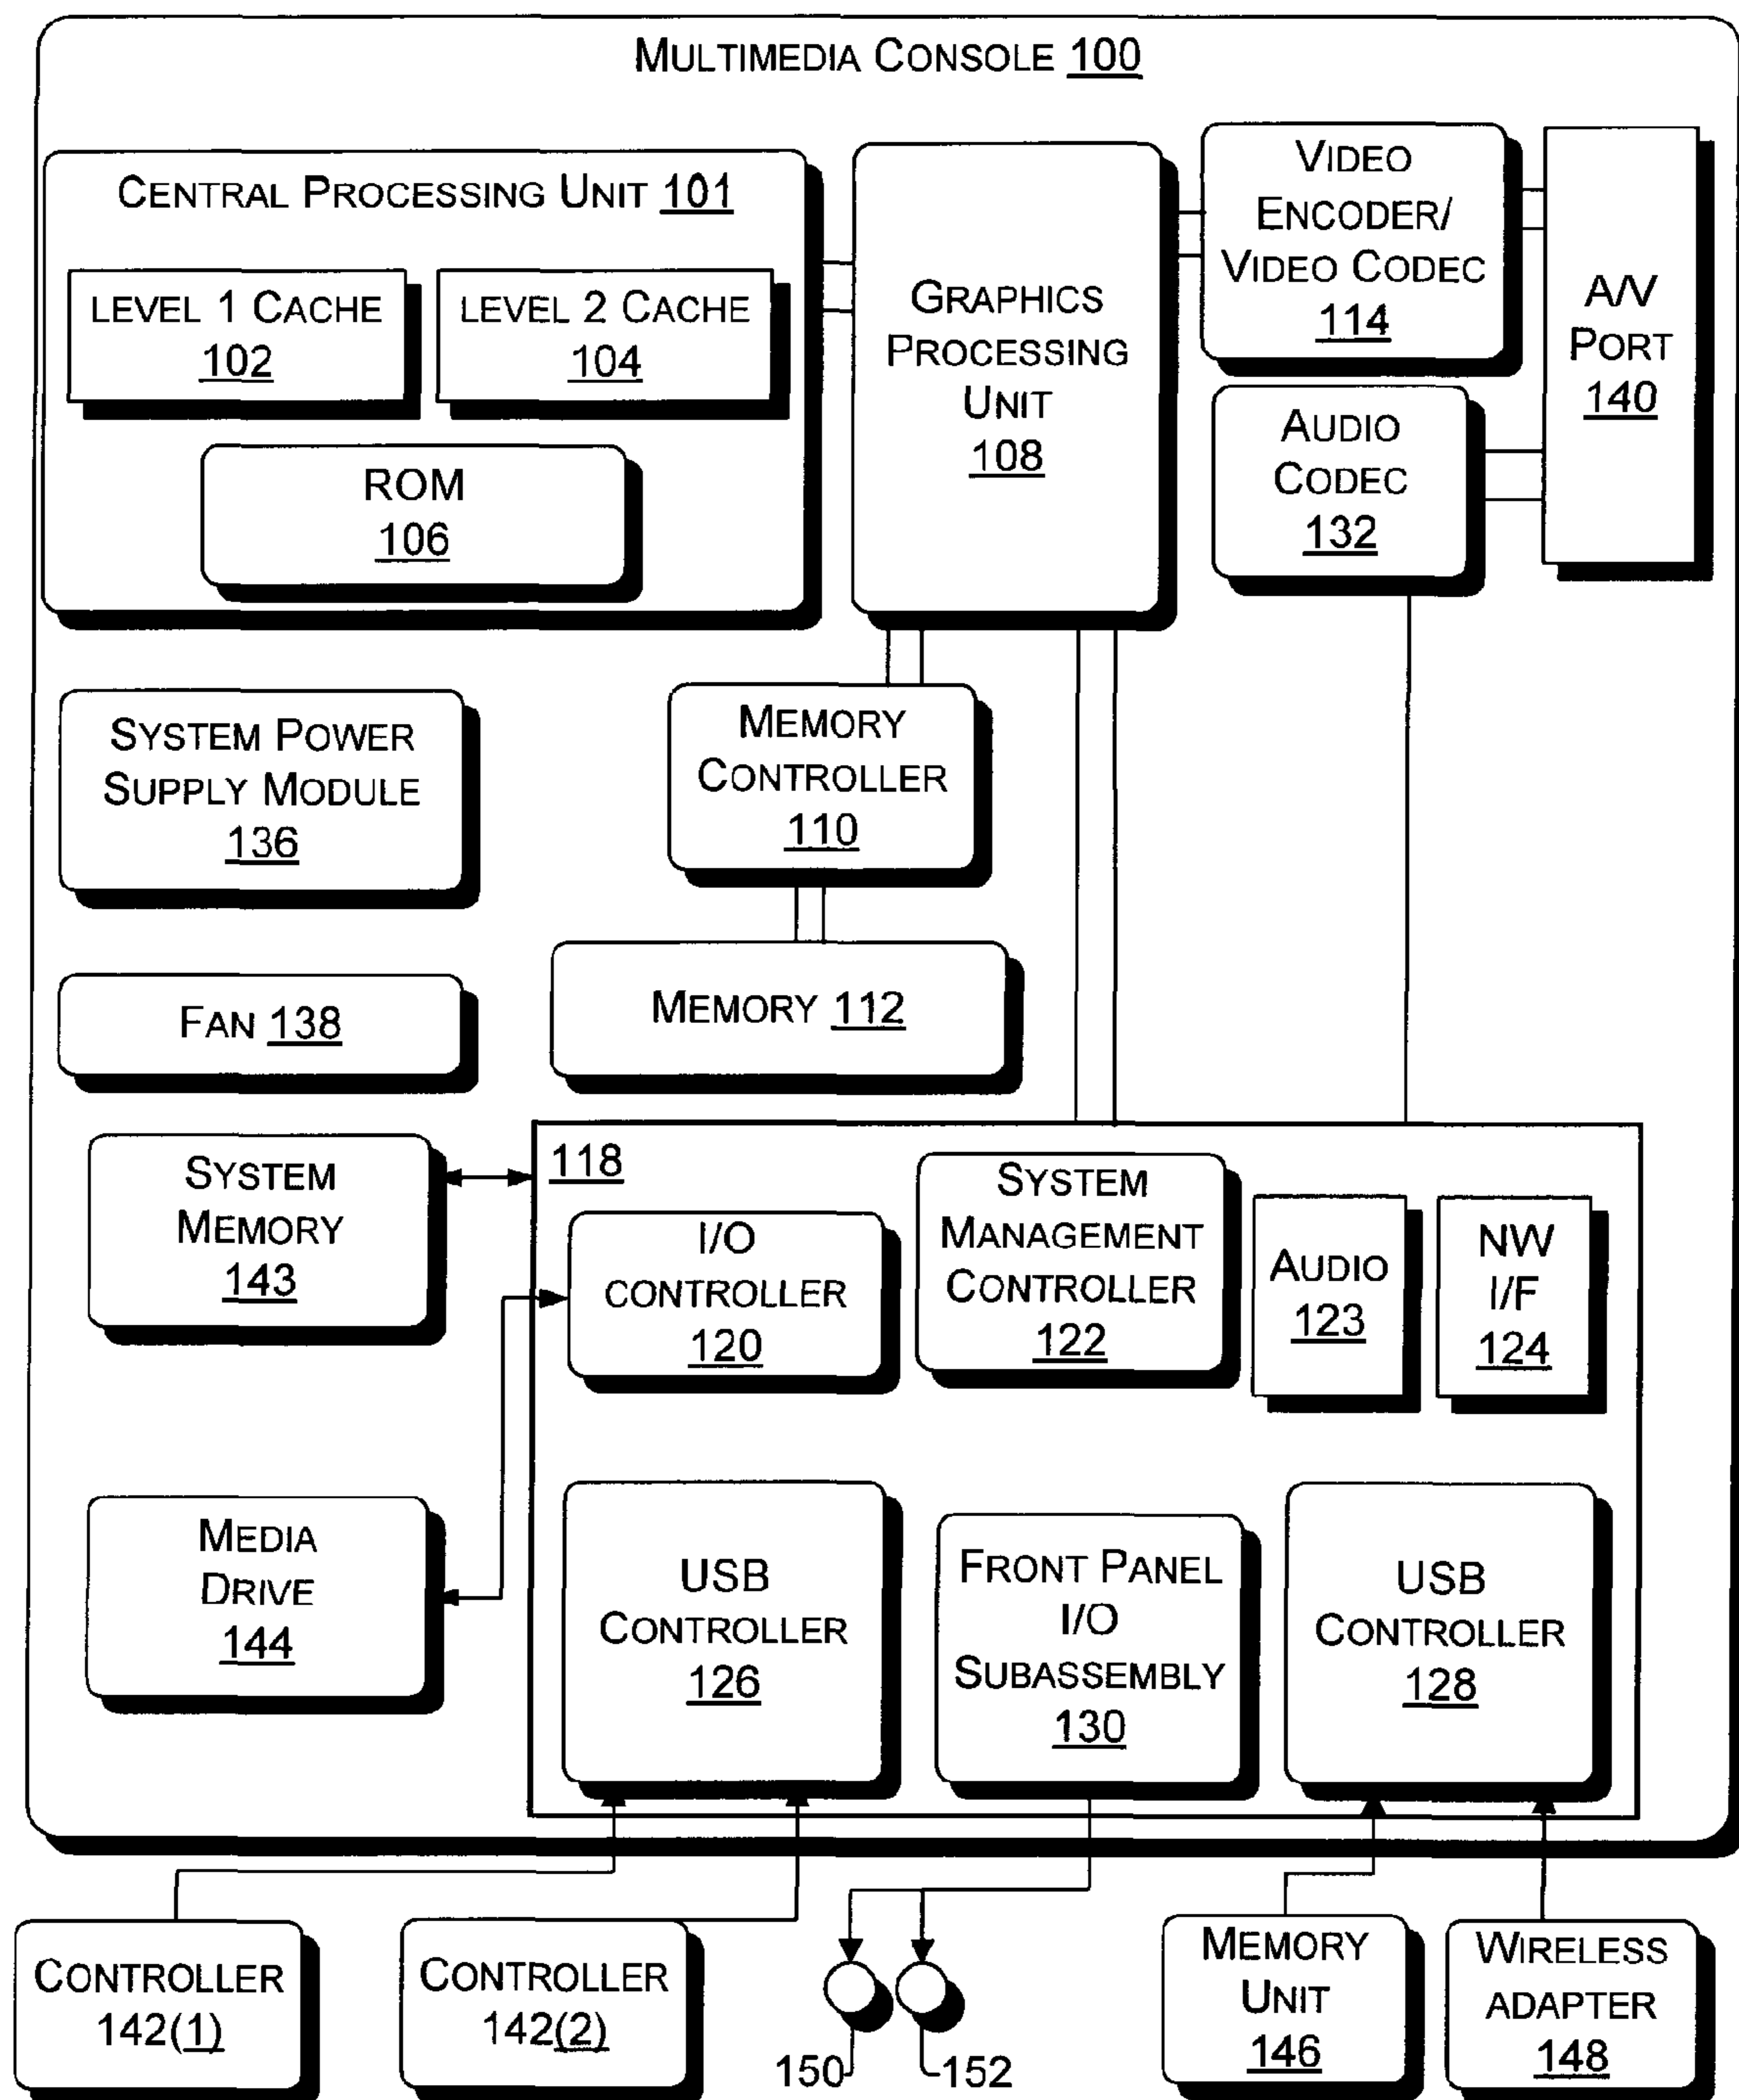 MULTIMEDIA CONSOLE 100
CENTRAL PROCESSING UNIT 101
LEVEL 1 CACHE
102
LEVEL 2 CACHE
104
ROM
106
GRAPHICS
PROCESSING
UNIT
108
VIDEO
ENCODER/
VIDEO CODEC
114
AUDIO
CODEC
132
A/V
PORT
140
SYSTEM POWER
SUPPLY MODULE
136
MEMORY
CONTROLLER
110
FAN 138
MEMORY 112
SYSTEM
MEMORY
143
118
I/O
CONTROLLER
120
SYSTEM
MANAGEMENT
CONTROLLER
122
AUDIO
123
NW
I/F
124
MEDIA
DRIVE
144
USB
CONTROLLER
126
FRONT PANEL
I/O
SUBASSEMBLY
130
USB
CONTROLLER
128
CONTROLLER
142(1)
CONTROLLER
142(2)
150
152
MEMORY
UNIT
146
WIRELESS
ADAPTER
148